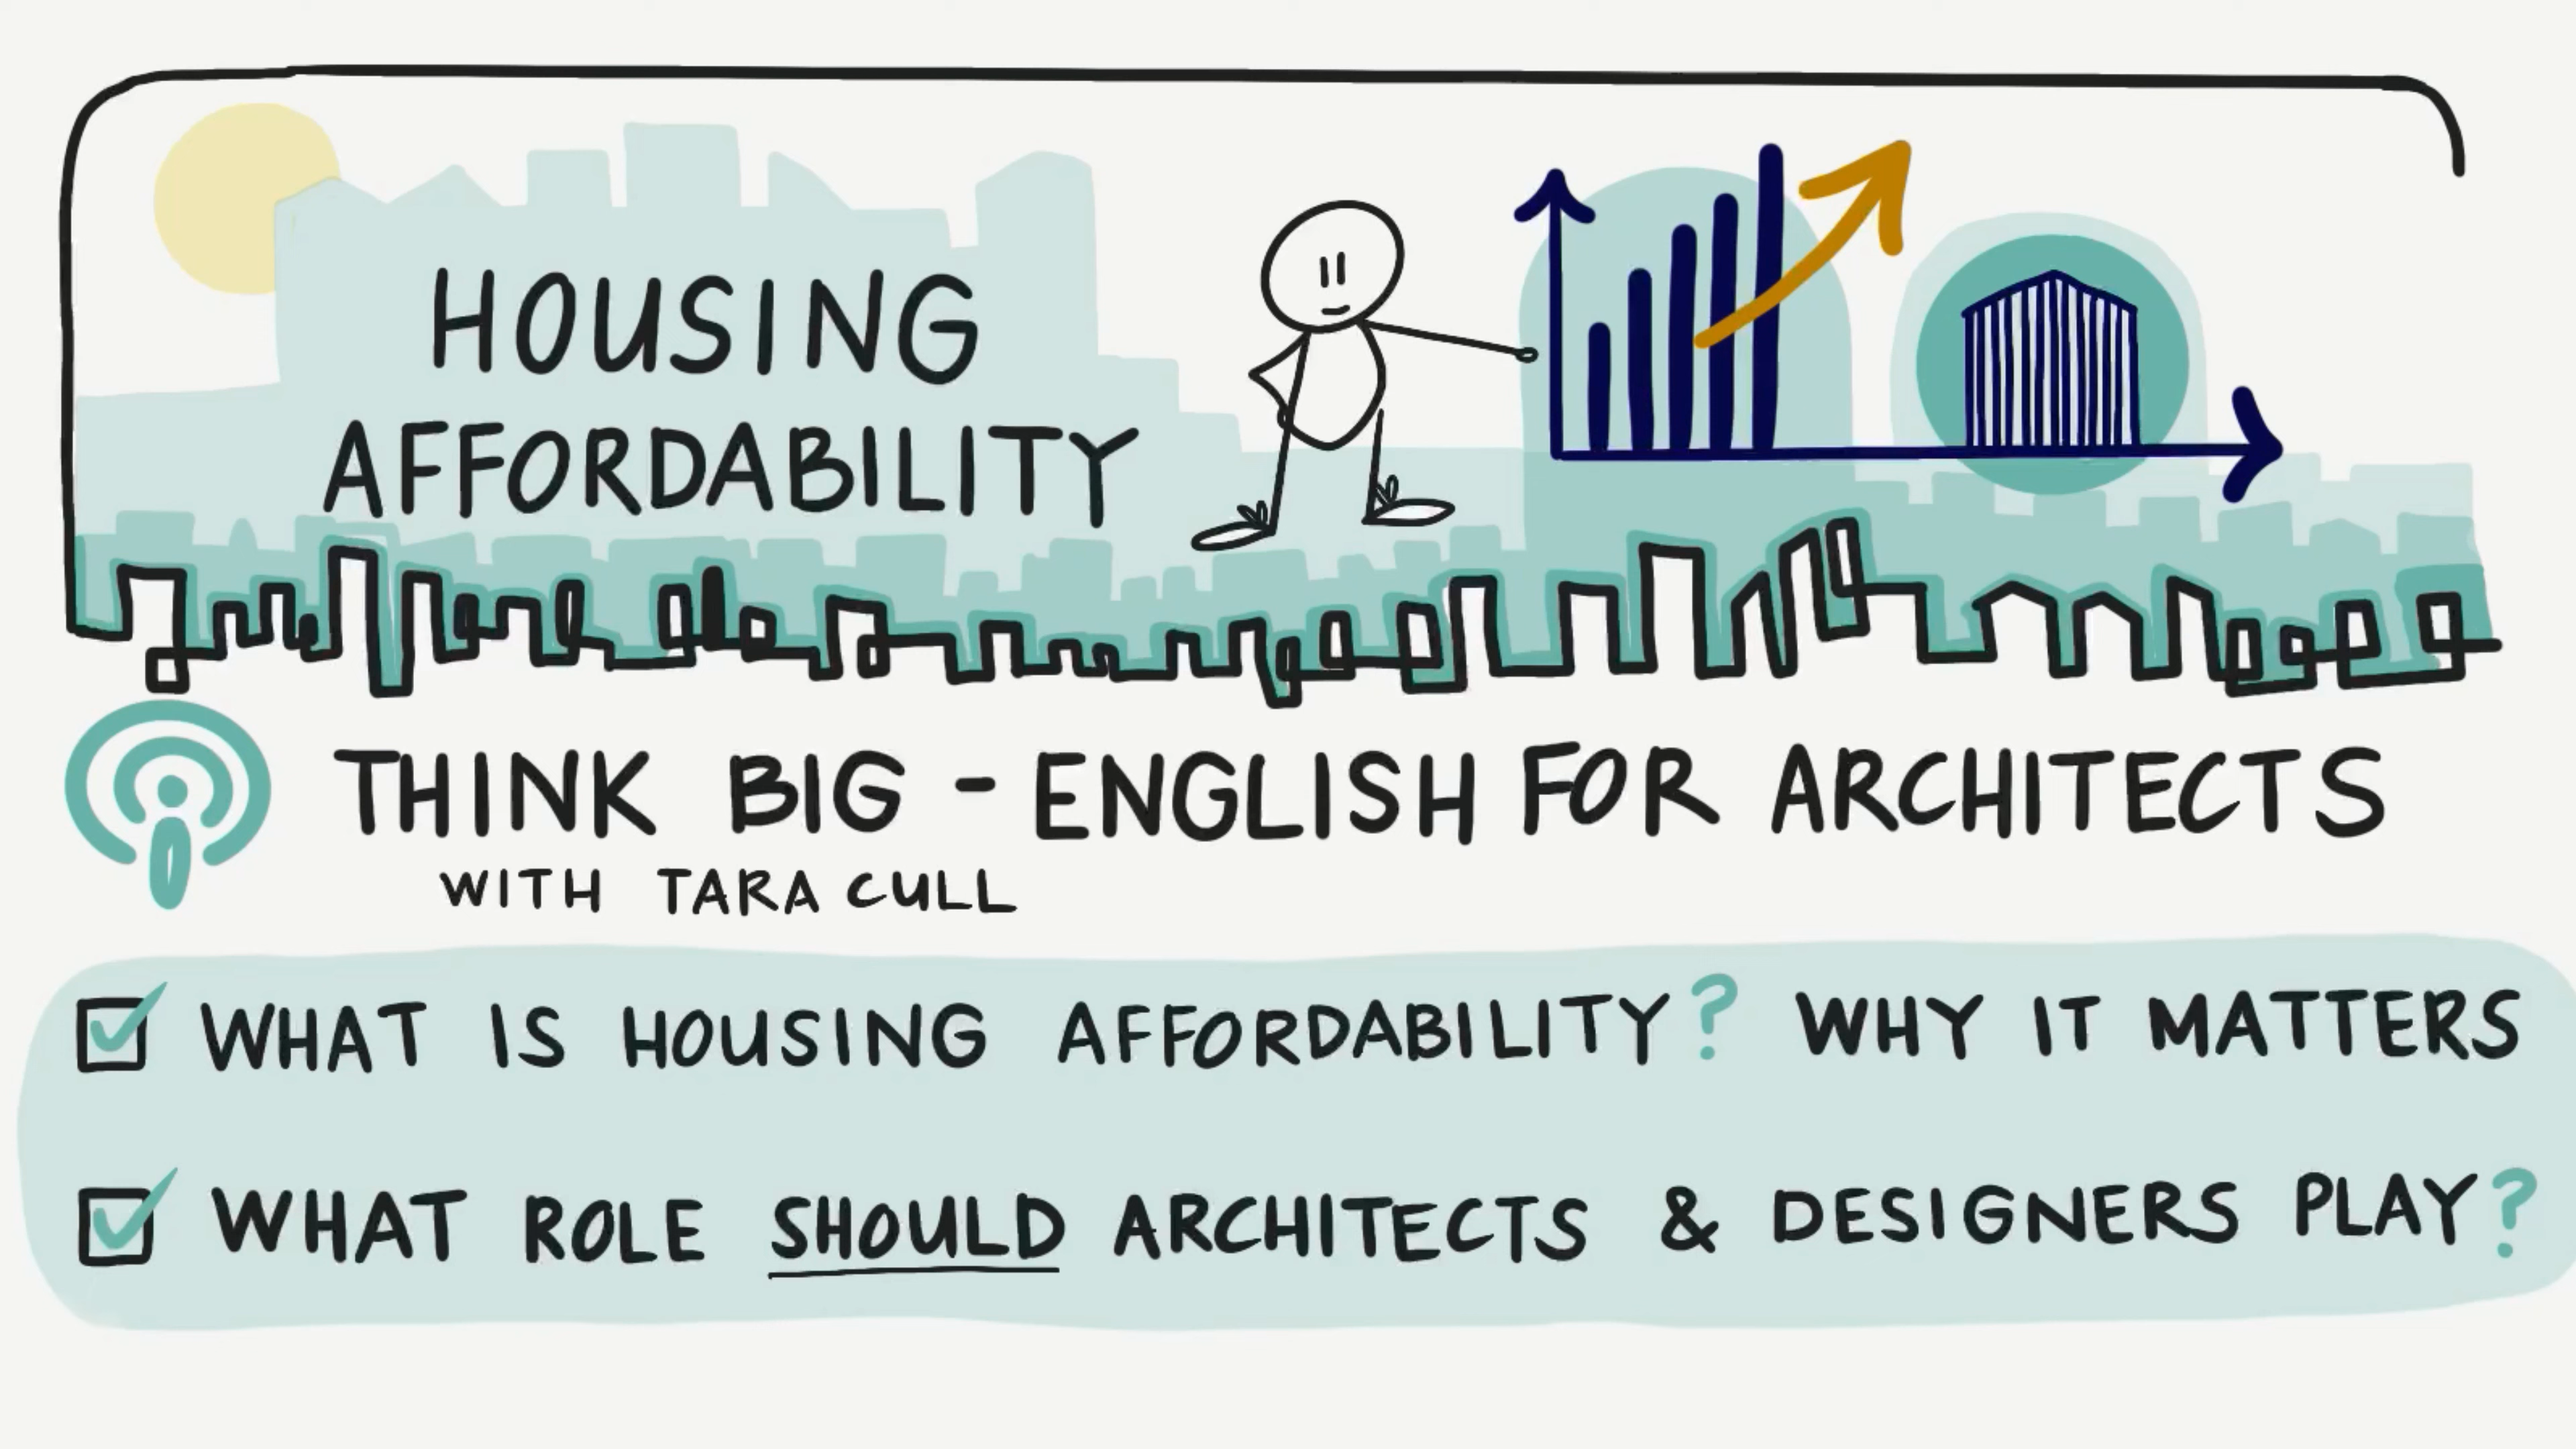 HOUSING
AFFORDABILITY
THINK BIG - ENGLISH FOR ARCHITECTS
WITH TARA CULL
WHAT IS HOUSING AFFORDABILITY? WHY IT MATTERS
WHAT ROLE SHOULD ARCHITECTS & DESIGNERS PLAY?